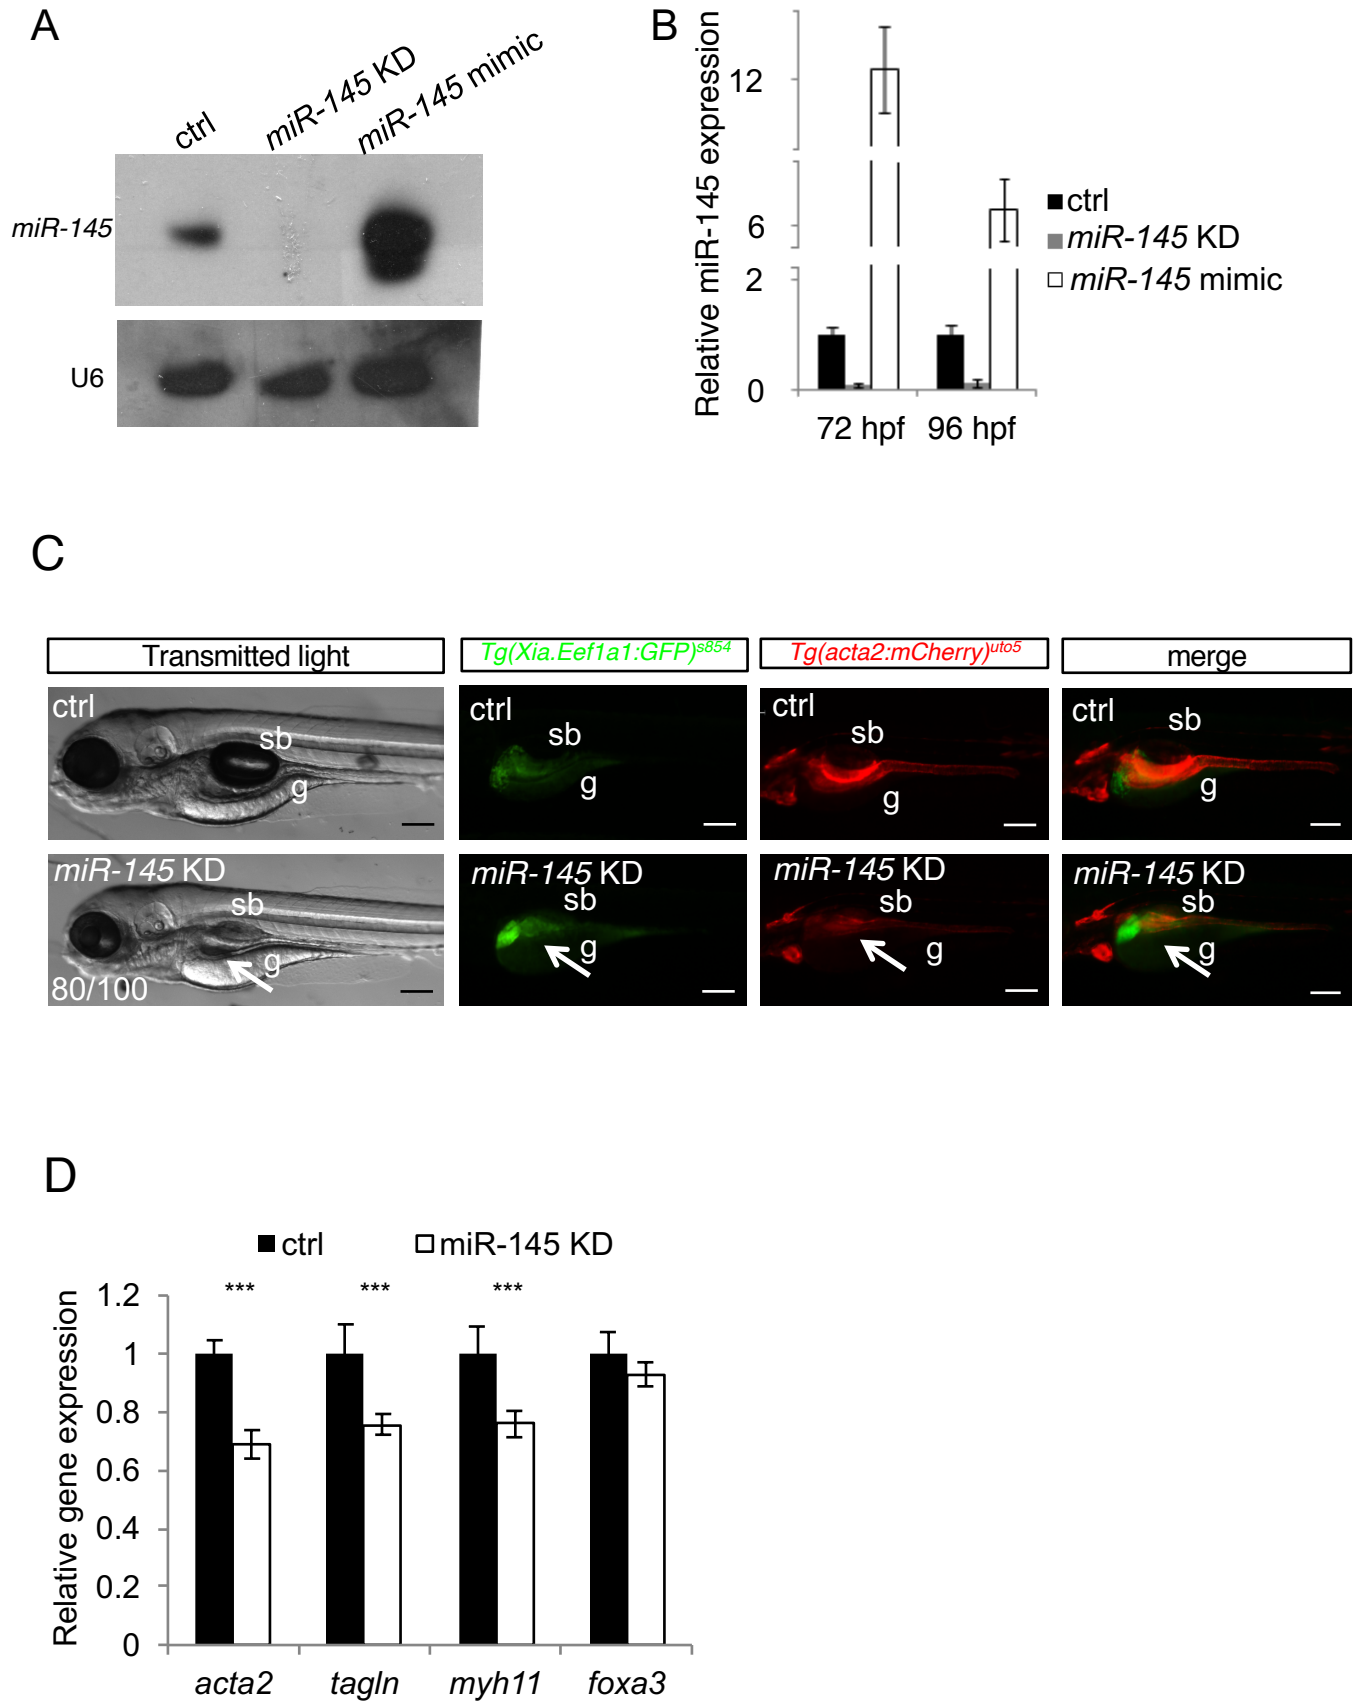 A
ctrl
miR-145 KD
miR-145 mimic
miR-145
U6
B
Relative miR-145 expression
12
6
2
0
72 hpf
96 hpf
ctrl
miR-145 KD
miR-145 mimic
C
Transmitted light
Tg(Xia.Eef1a1:GFP)s854
Tg(acta2:mCherry)uto5
merge
ctrl
sb
g
ctrl
sb
g
ctrl
sb
g
ctrl
sb
g
miR-145 KD
sb
g
80/100
miR-145 KD
sb
g
miR-145 KD
sb
g
miR-145 KD
sb
g
D
ctrl
miR-145 KD
Relative gene expression
1.2
1
0.8
0.6
0.4
0.2
0
***
***
***
acta2
tagln
myh11
foxa3